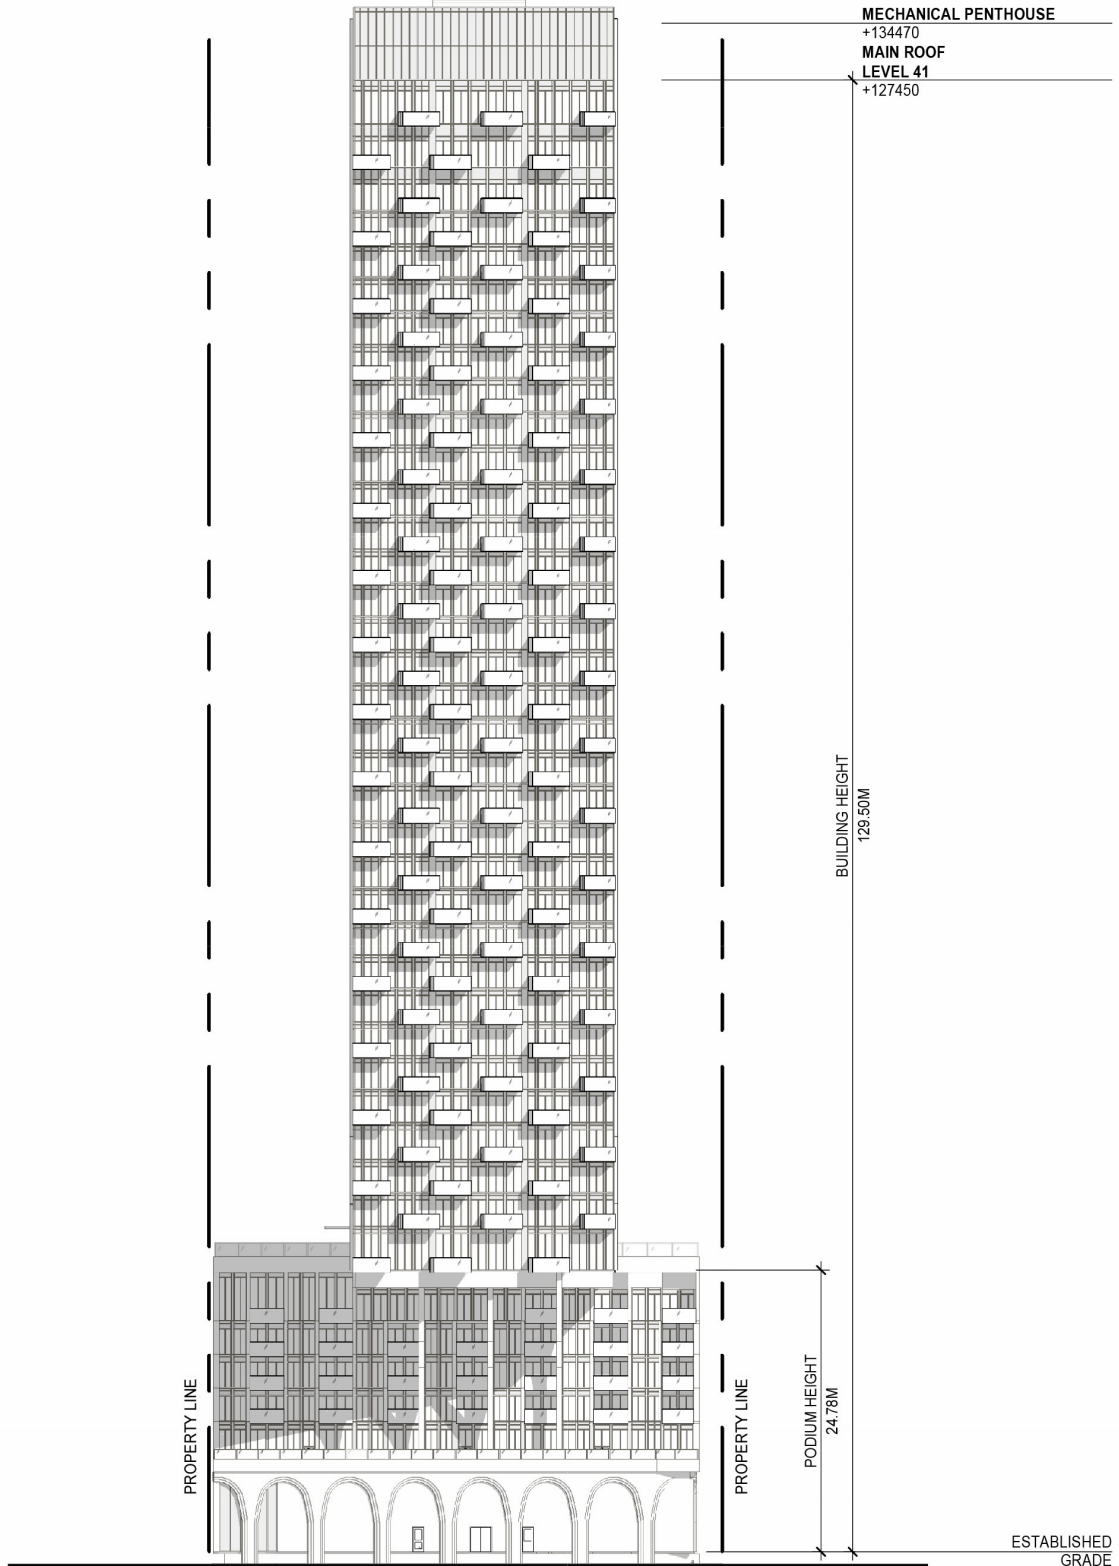 MECHANICAL PENTHOUSE
+134470
MAIN ROOF
LEVEL 41
+127450
BUILDING HEIGHT
129.50M
PODIUM HEIGHT
24.78M
PROPERTY LINE
PROPERTY LINE
ESTABLISHED
GRADE